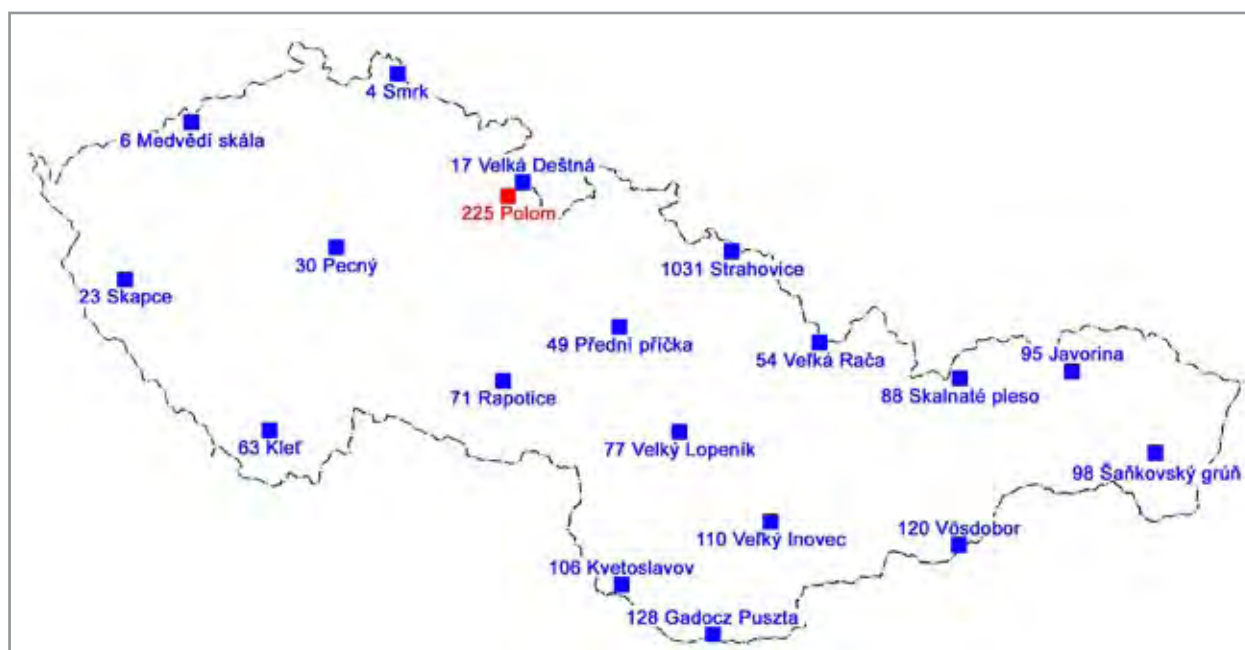 4 Smrk
6 Medvědí skála
17 Velká Deštná
225 Polom
30 Pecný
1031 Strahovice
23 Skapce
49 Přední příčka
54 Veľká Rača
95 Javorina
71 Rapotice
88 Skalnaté pleso
63 Kleť
77 Velký Lopeník
98 Šaňkovský grúň
110 Veľký Inovec
120 Vôsdobor
106 Kvetoslavov
128 Gadocz Puszta